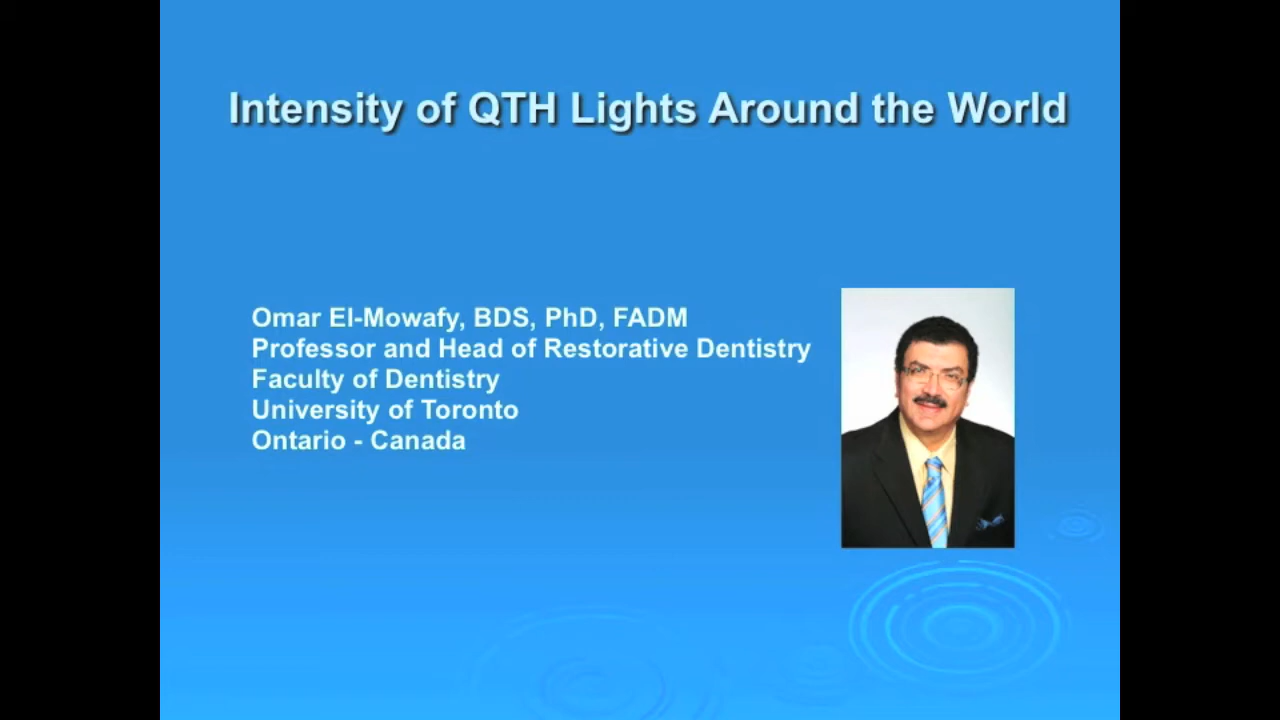 Intensity of QTH Lights Around the World
Omar El-Mowafy, BDS, PhD, FADM
Professor and Head of Restorative Dentistry
Faculty of Dentistry
University of Toronto
Ontario - Canada